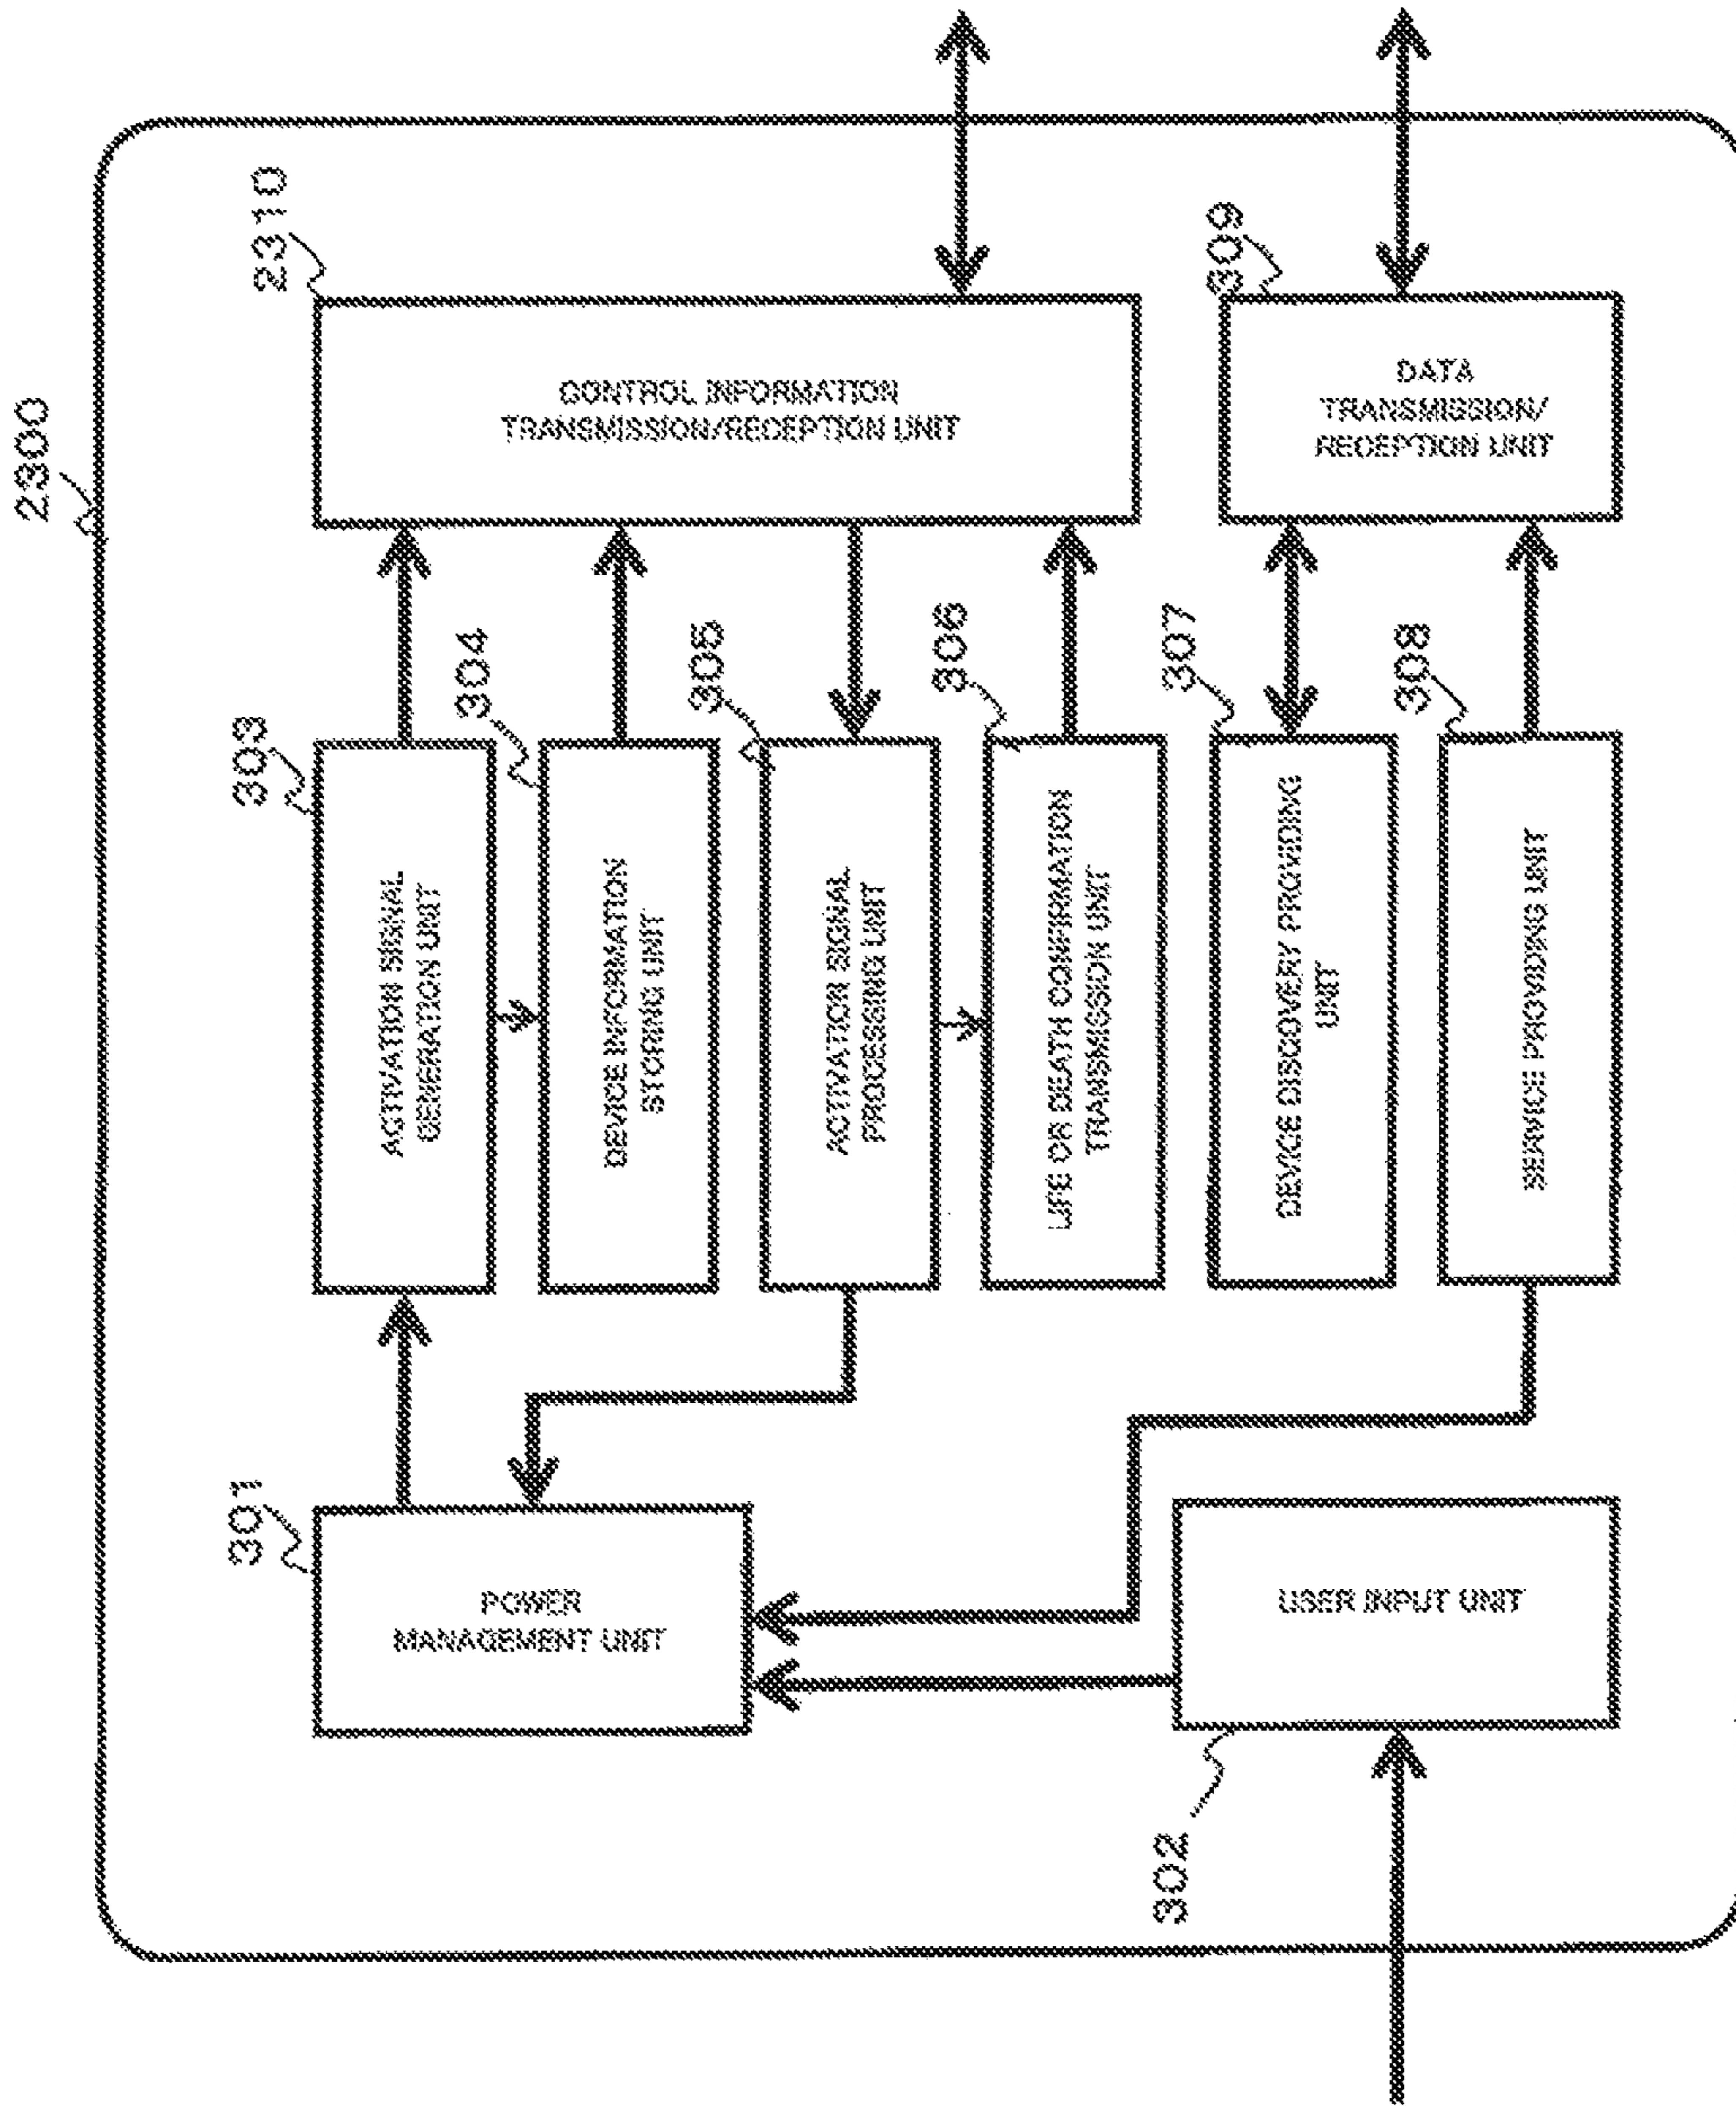 2300
2310
CONTROL INFORMATION
TRANSMISSION/RECEPTION UNIT
309
DATA
TRANSMISSION/
RECEPTION UNIT
303
ACTIVATION SIGNAL
GENERATION UNIT
304
DEVICE INFORMATION
STORING UNIT
305
ACTIVATION SIGNAL
PROCESSING UNIT
306
LIFE OR DEATH CONFIRMATION
TRANSMISSION UNIT
307
DEVICE DISCOVERY PROVIDING
UNIT
308
SERVICE PROVIDING UNIT
301
POWER
MANAGEMENT UNIT
302
USER INPUT UNIT